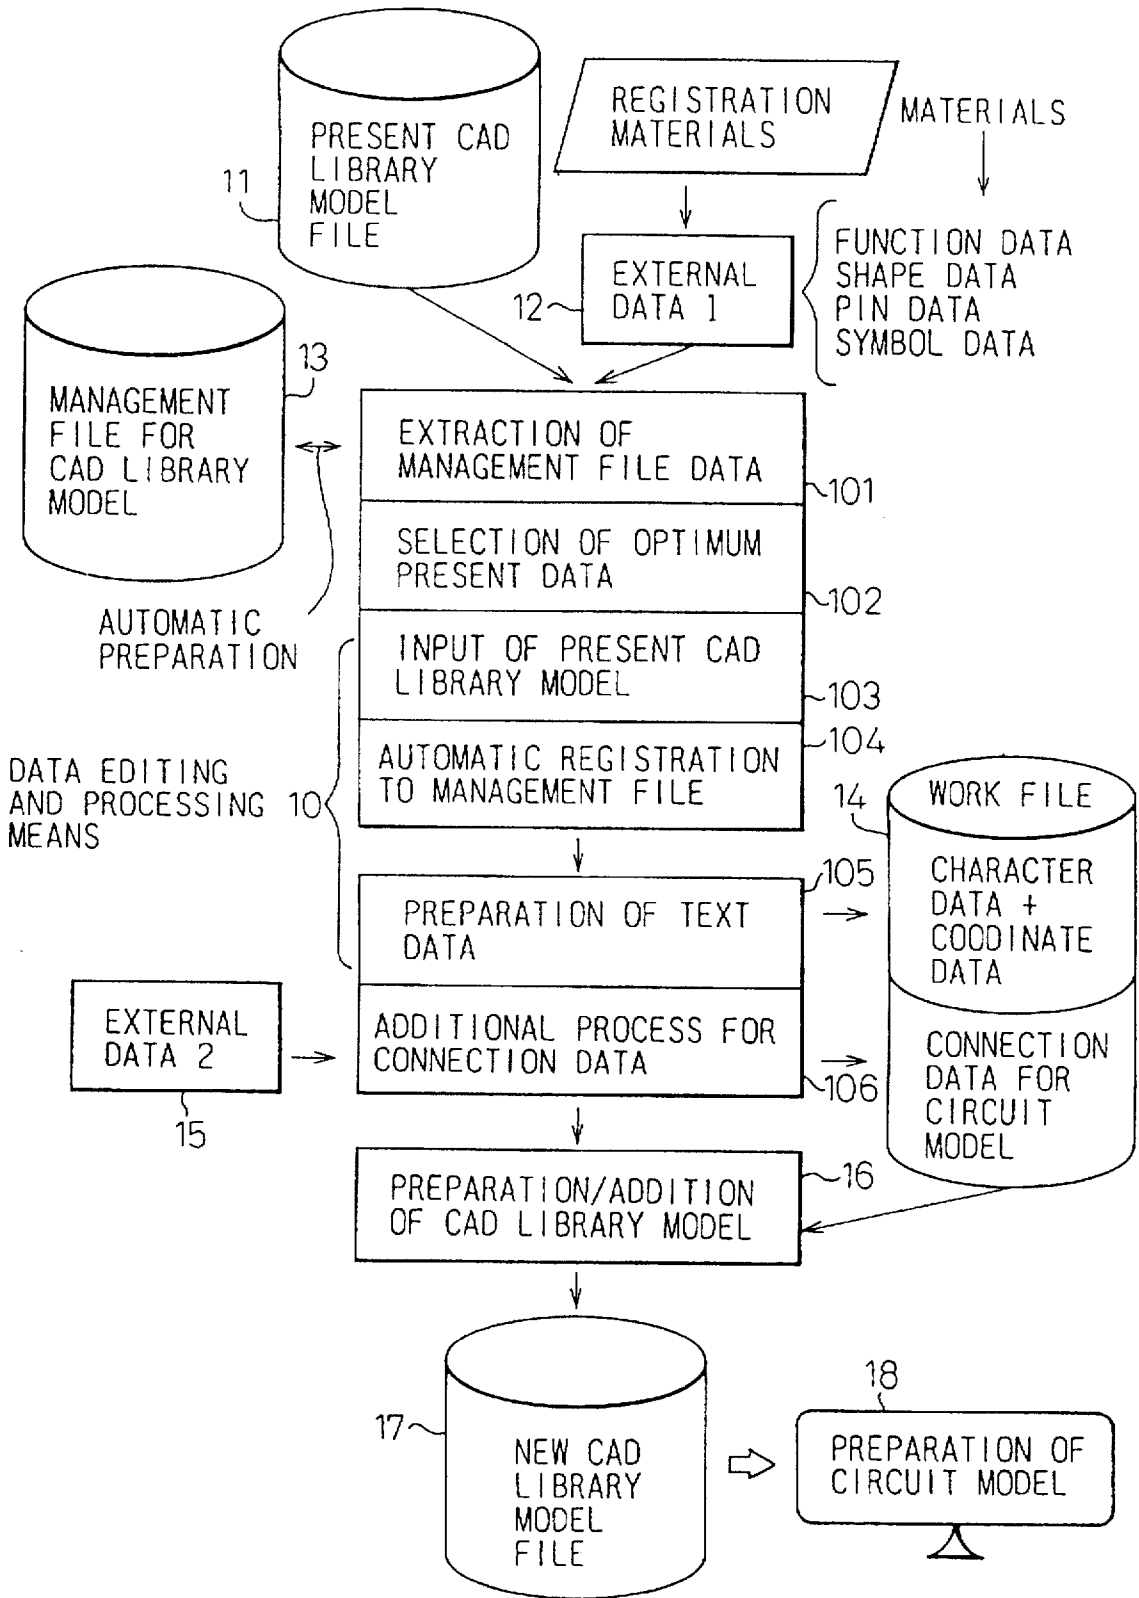 PRESENT CAD
LIBRARY
MODEL
FILE
11
REGISTRATION
MATERIALS
MATERIALS
EXTERNAL
DATA 1
12
FUNCTION DATA
SHAPE DATA
PIN DATA
SYMBOL DATA
13
MANAGEMENT
FILE FOR
CAD LIBRARY
MODEL
EXTRACTION OF
MANAGEMENT FILE DATA
101
SELECTION OF OPTIMUM
PRESENT DATA
102
AUTOMATIC
PREPARATION
INPUT OF PRESENT CAD
LIBRARY MODEL
103
104
AUTOMATIC REGISTRATION
TO MANAGEMENT FILE
DATA EDITING
AND PROCESSING
MEANS
10
14
WORK FILE
CHARACTER
DATA +
COODINATE
DATA
105
PREPARATION OF TEXT
DATA
EXTERNAL
DATA 2
15
ADDITIONAL PROCESS FOR
CONNECTION DATA
106
CONNECTION
DATA FOR
CIRCUIT
MODEL
PREPARATION/ADDITION
OF CAD LIBRARY MODEL
16
17
NEW CAD
LIBRARY
MODEL
FILE
18
PREPARATION OF
CIRCUIT MODEL